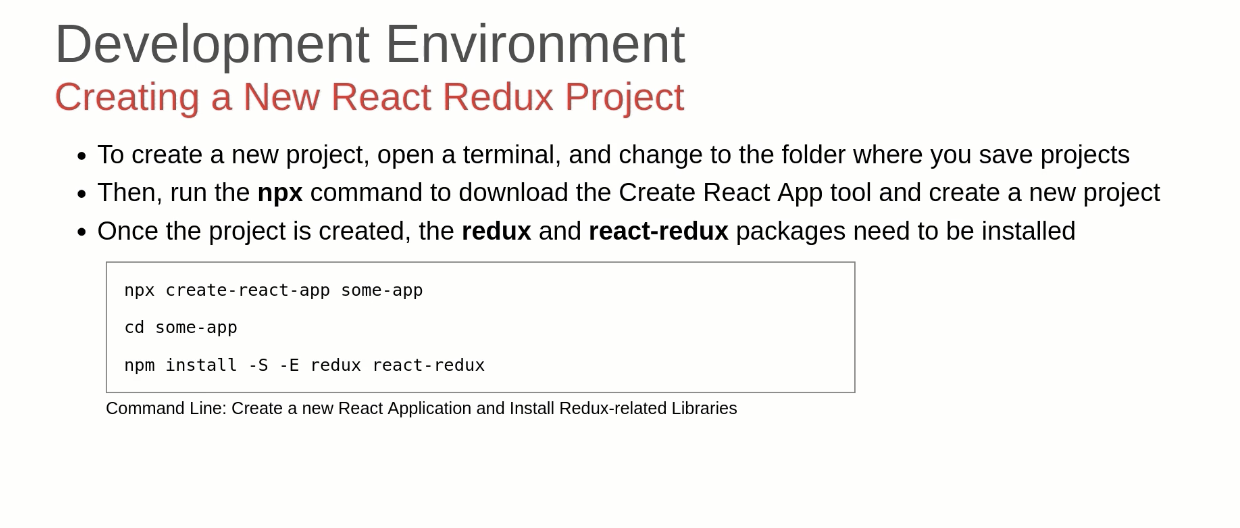 Development Environment
Creating a New React Redux Project
• To create a new project, open a terminal, and change to the folder where you save projects
• Then, run the npx command to download the Create React App tool and create a new project
• Once the project is created, the redux and react-redux packages need to be installed
npx create-react-app some-app
cd some-app
npm install -S -E redux react-redux
Command Line: Create a new React Application and Install Redux-related Libraries